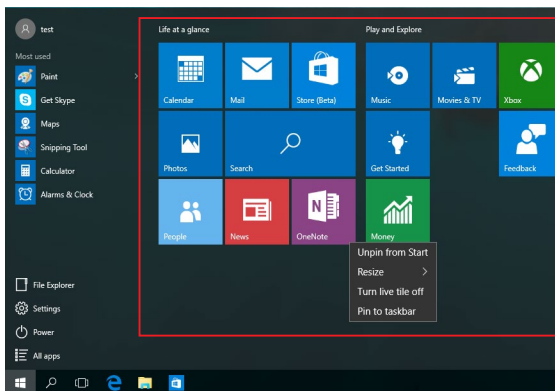 test
Most used
Paint
Get Skype
Maps
Snipping Tool
Calculator
Alarms & Clock
File Explorer
Settings
Power
All apps
Life at a glance
Calendar
Mail
Store (Beta)
Photos
Search
People
News
OneNote
Play and Explore
Music
Movies & TV
Xbox
Get Started
Feedback
Money
Unpin from Start
Resize
Turn live tile off
Pin to taskbar